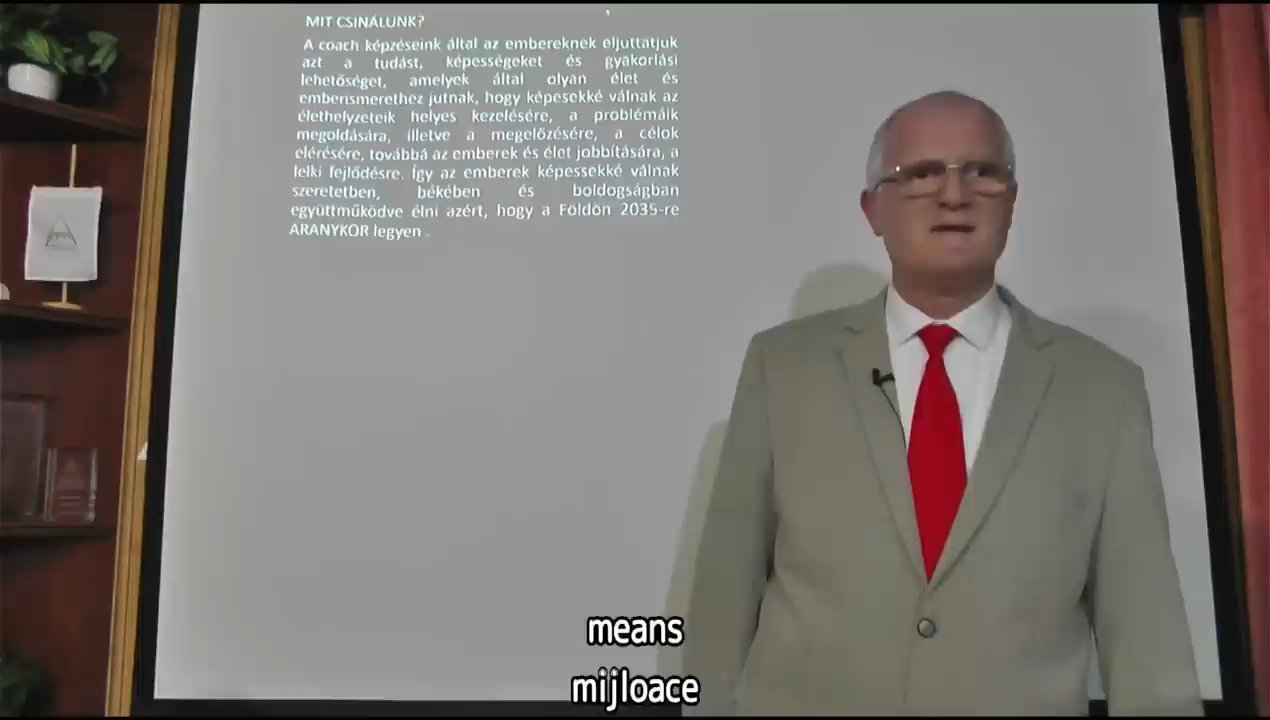 MIT CSINÁLUNK?
A coach képzéseink által az embereknek eljuttatjuk
azt a tudást, képességeket és gyakorlási
lehetőséget, amelyek által olyan élet és
emberismerethez jutnak, hogy képesekké válnak az
élethelyzeteik helyes kezelésére, a problémáik
megoldására, illetve a megelőzésére, a célok
elérésére, továbbá az emberek és élet jobbítására, a
lelki fejlődésre. Így az emberek képessekké válnak
szeretetben, békében és boldogságban
együttműködve élni azért, hogy a Földön 2035-re
ARANYKOR legyen .
means
mijloace